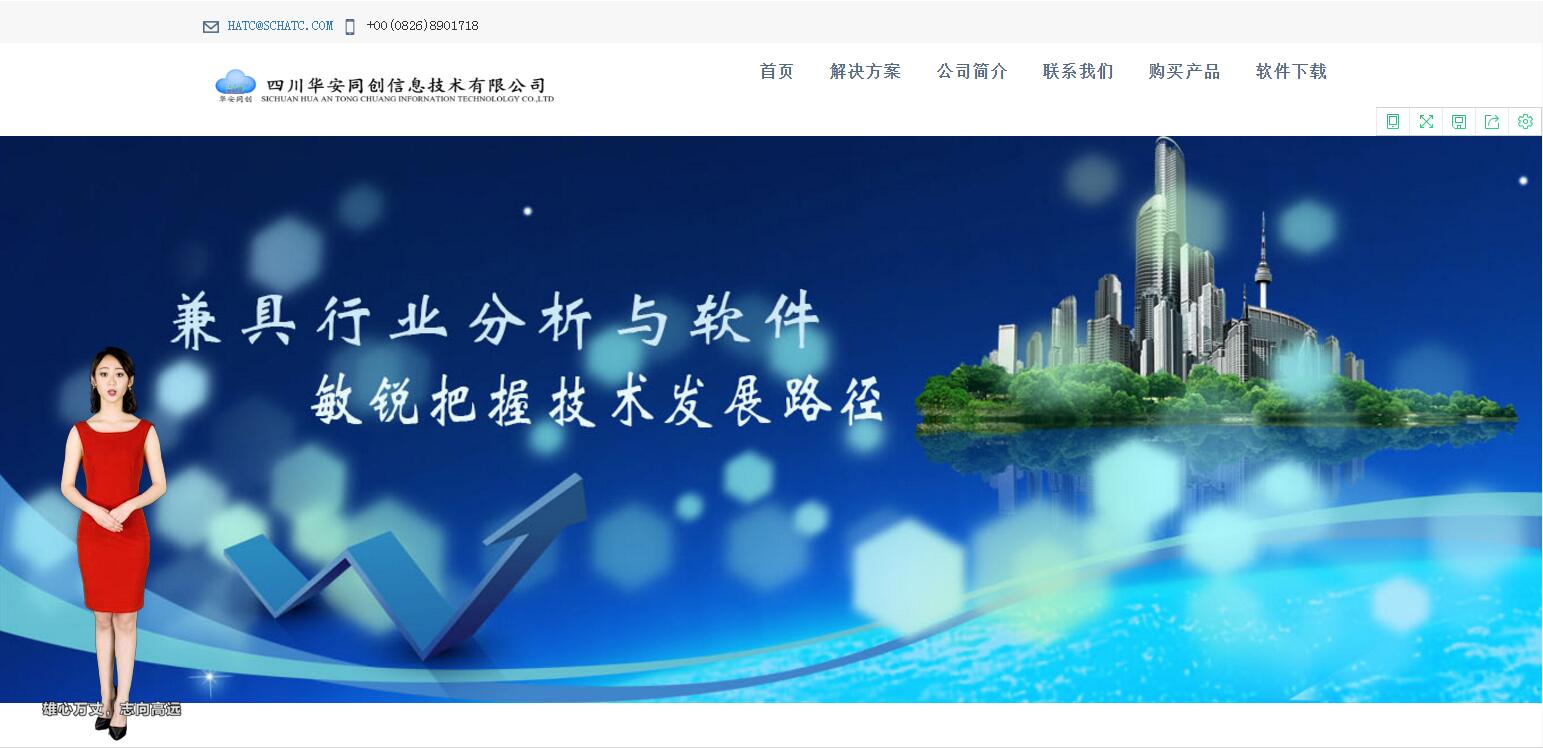 HATC@SCHATC.COM +00(0826)8901718
首页 解决方案 公司简介 联系我们 购买产品 软件下载
四川华安同创信息技术有限公司
华安同创 SICHUAN HUA AN TONG CHUANG INFORNATION TECHNOLOLGY CO.,LTD
兼具行业分析与软件
敏锐把握技术发展路径
雄心万丈，志向高远